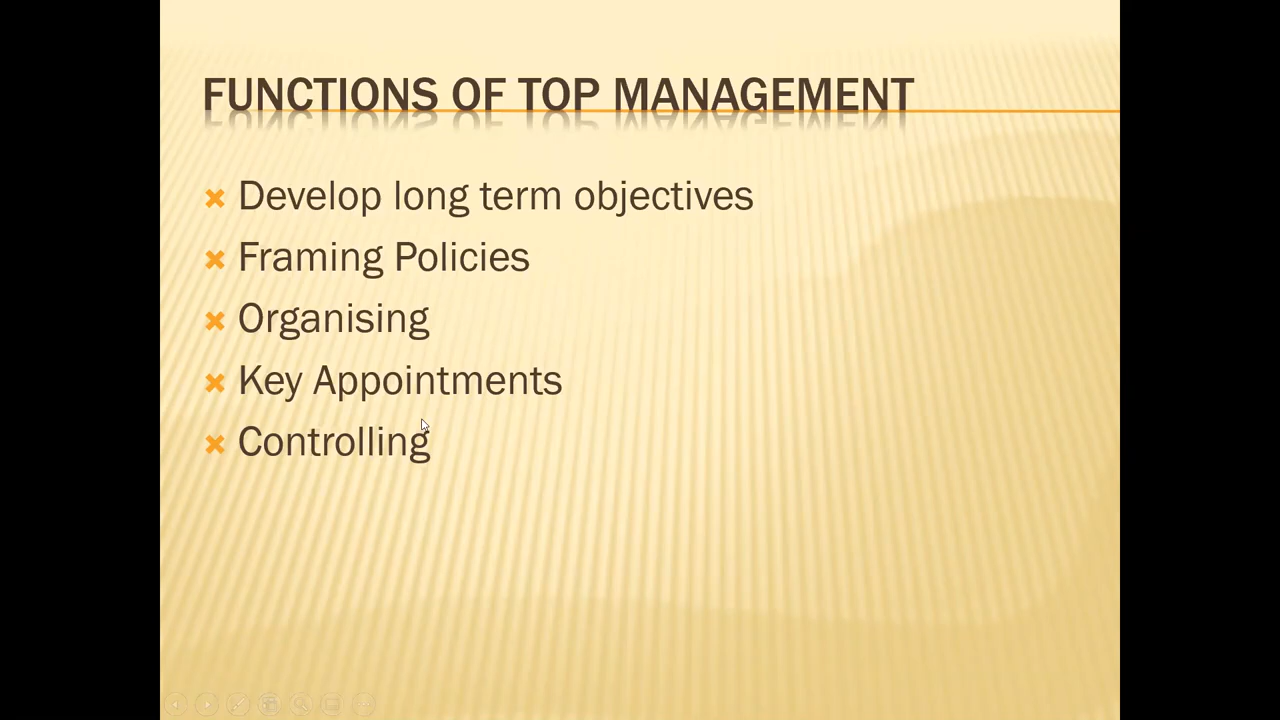 FUNCTIONS OF TOP MANAGEMENT
Develop long term objectives
Framing Policies
Organising
Key Appointments
Controlling